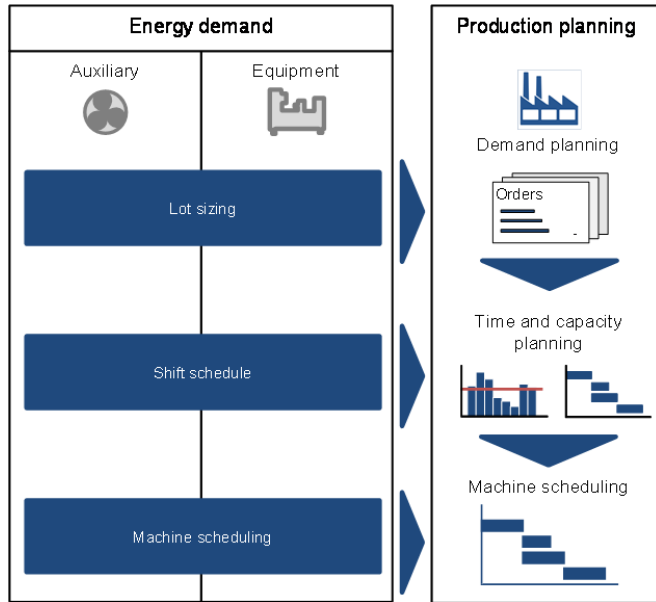 Energy demand
Auxiliary
Equipment
Lot sizing
Shift schedule
Machine scheduling
Production planning
Demand planning
Orders
Time and capacity
planning
Machine scheduling